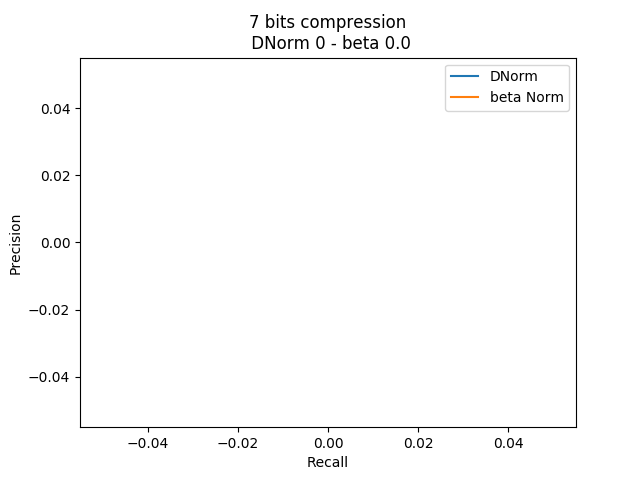 7 bits compression
DNorm 0 - beta 0.0
DNorm
beta Norm
0.04
0.02
0.00
−0.02
−0.04
Precision
−0.04
−0.02
0.00
0.02
0.04
Recall